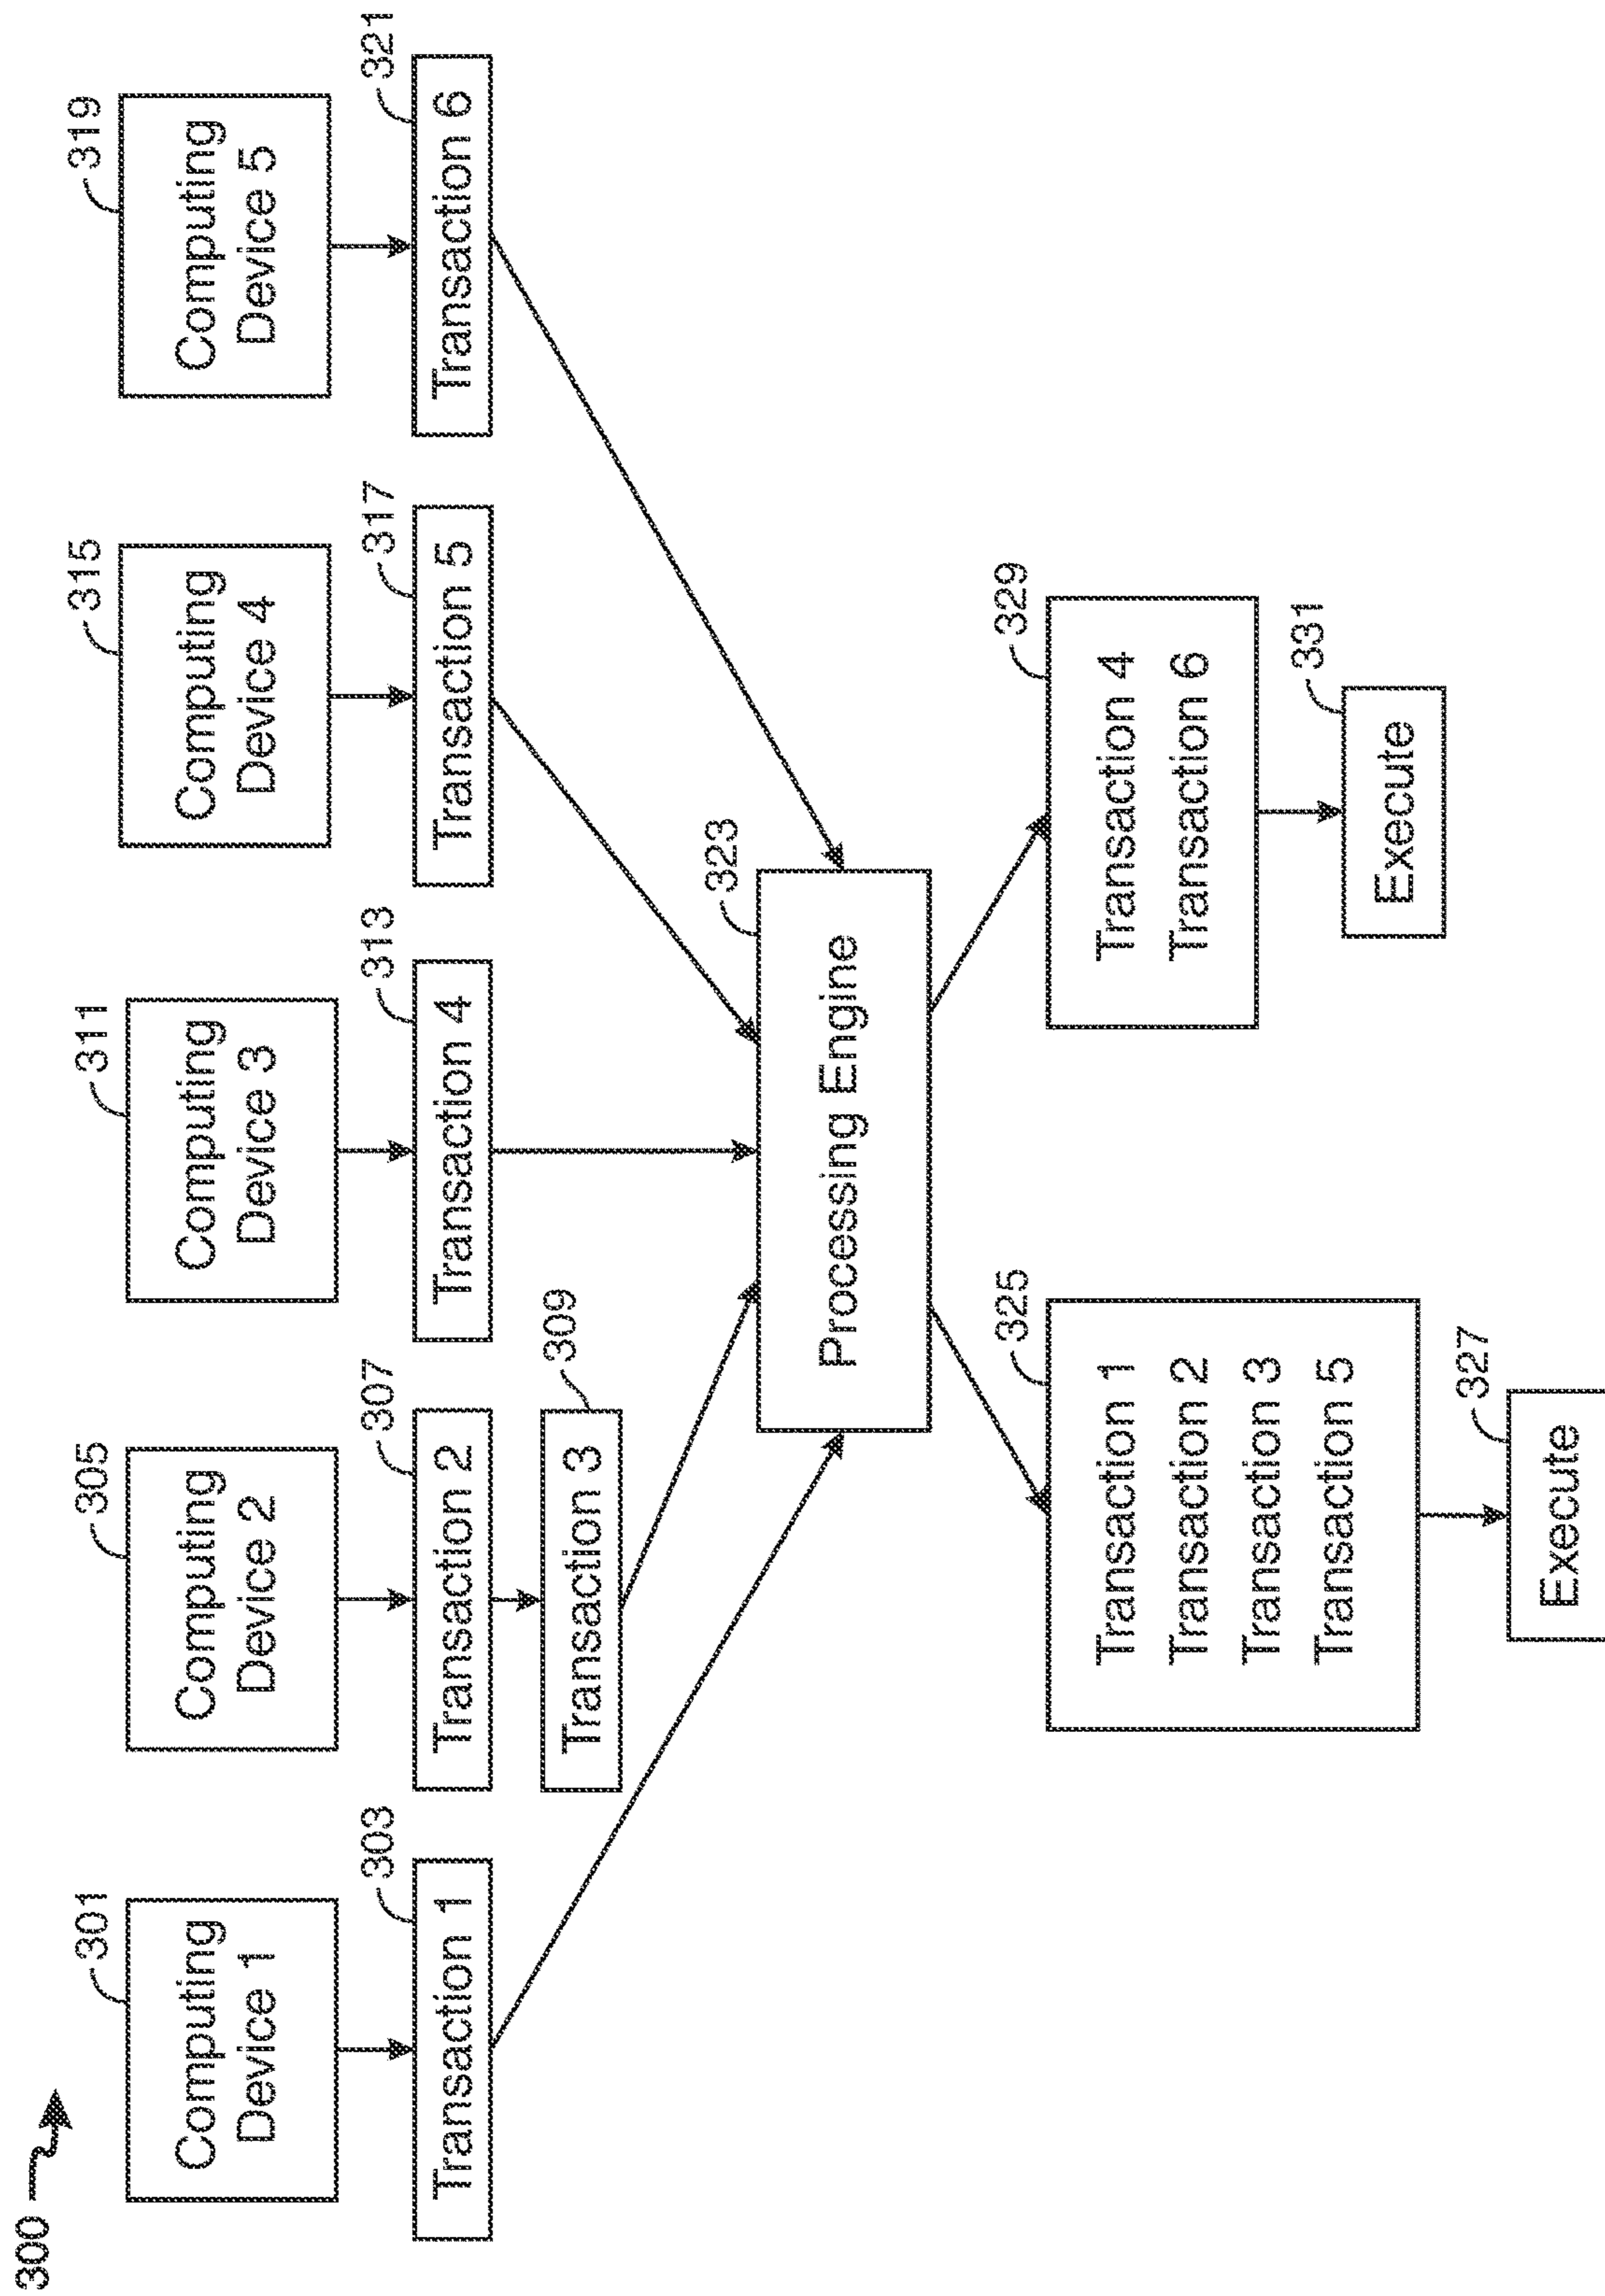 300
301
Computing
Device 1
305
Computing
Device 2
311
Computing
Device 3
315
Computing
Device 4
319
Computing
Device 5
303
Transaction 1
307
Transaction 2
309
Transaction 3
313
Transaction 4
317
Transaction 5
321
Transaction 6
323
Processing Engine
325
Transaction 1
Transaction 2
Transaction 3
Transaction 5
327
Execute
329
Transaction 4
Transaction 6
331
Execute